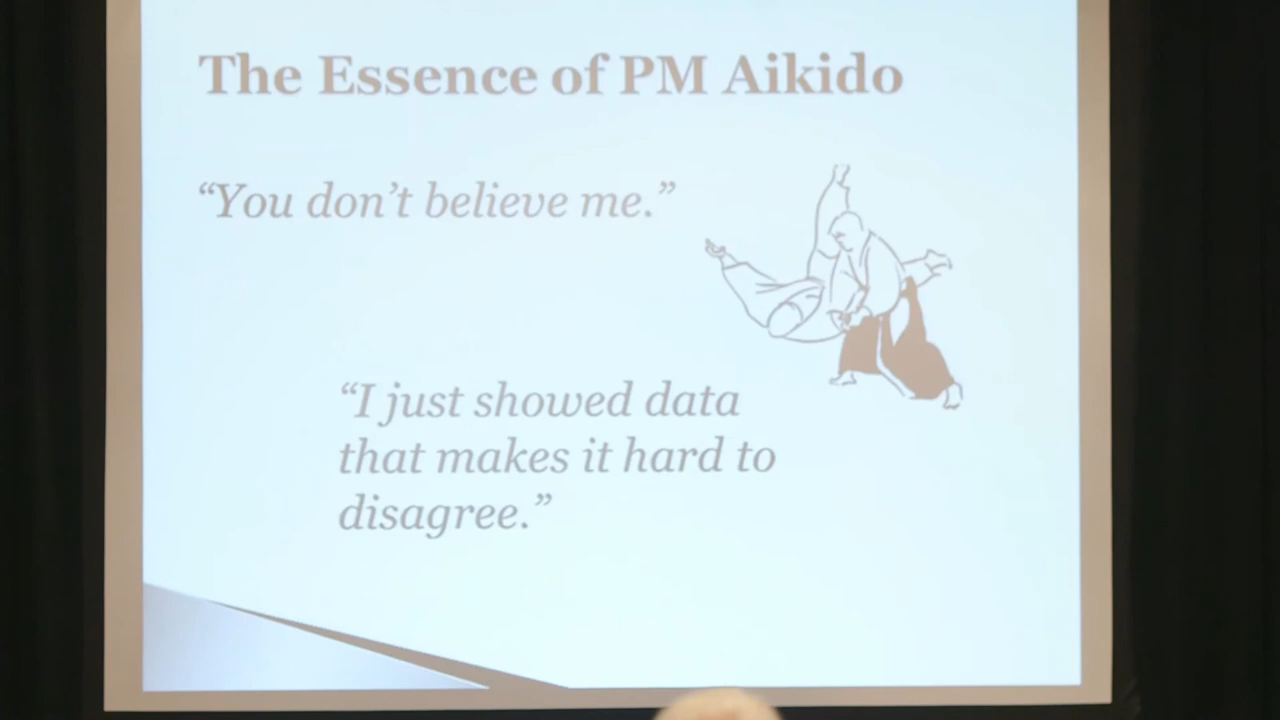 The Essence of PM Aikido
“You don’t believe me.”
“I just showed data
that makes it hard to
disagree.”